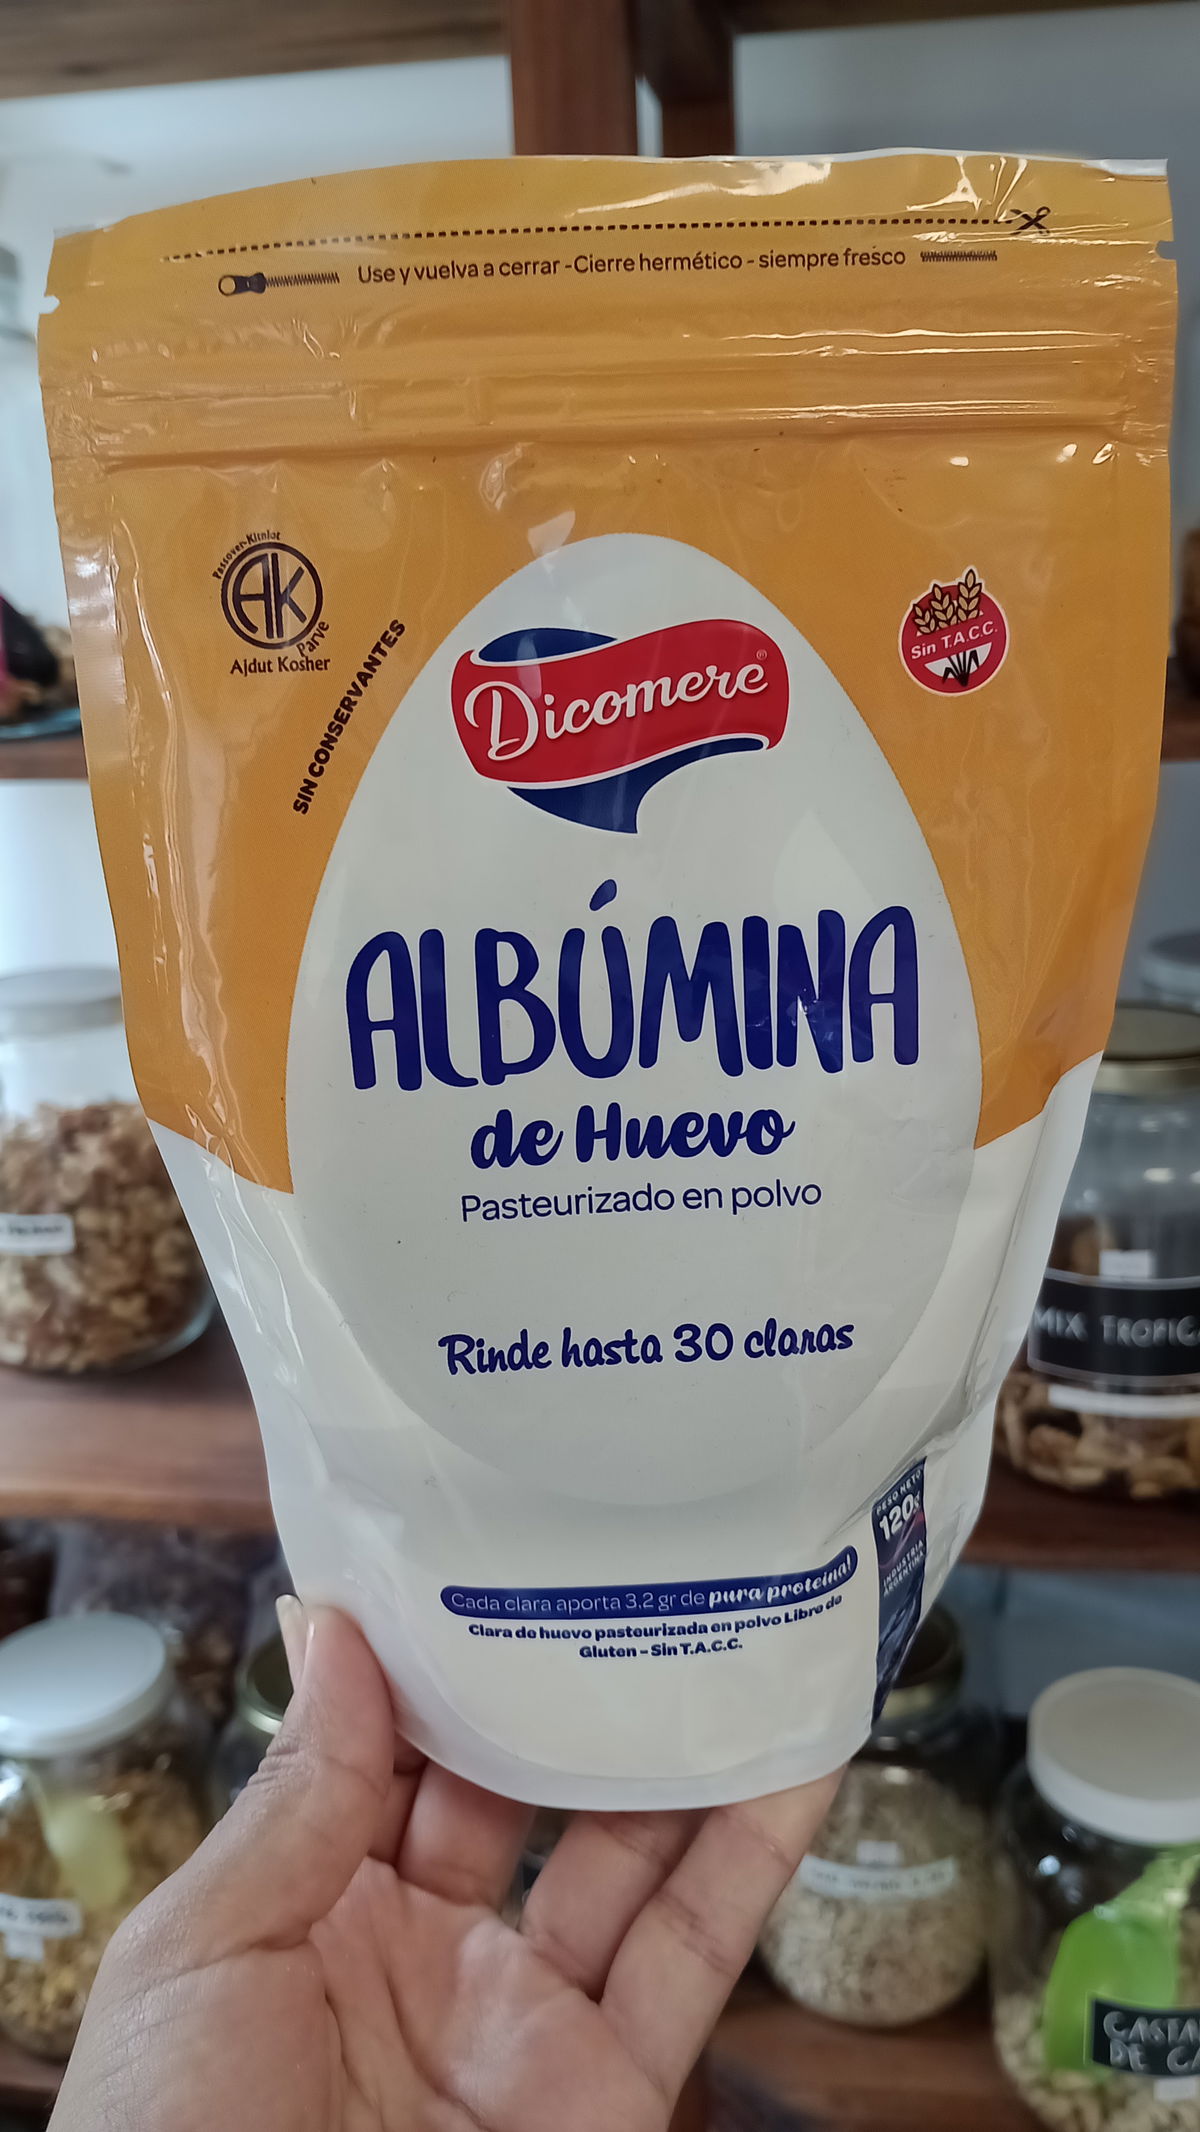 Use y vuelva a cerrar - Cierre hermético - siempre fresco
Passover-Kitniot
AK
Parve
Ajdut Kosher
SIN CONSERVANTES
Dicomere®
Sin T.A.C.C.
ALBÚMINA
de Huevo
Pasteurizado en polvo
Rinde hasta 30 claras
PESO NETO
120g
INDUSTRIA
ARGENTINA
Cada clara aporta 3.2 gr de pura proteina!
Clara de huevo pasteurizada en polvo Libre de
Gluten - Sin T.A.C.C.
MIX TROPIC
CASTA
DE CA